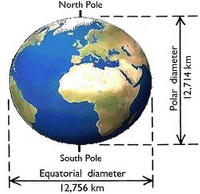 North Pole
Polar diameter
12,714 km
South Pole
Equatorial diameter
12,756 km